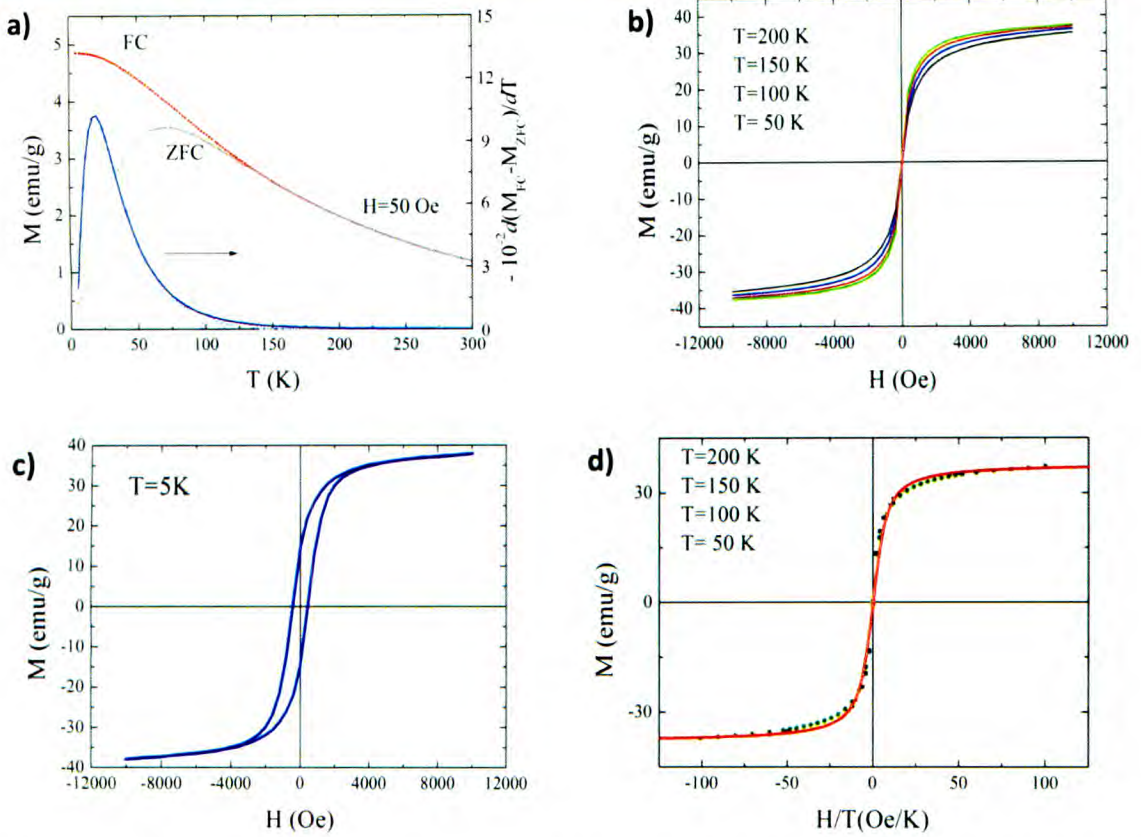 a)
FC
ZFC
H=50 Oe
M (emu/g)
5
4
3
2
1
0
0
50
100
150
200
250
300
T (K)
15
12
9
6
3
0
- 10⁻² d(M_FC-M_ZFC)/dT
b)
T=200 K
T=150 K
T=100 K
T= 50 K
M (emu/g)
40
30
20
10
0
-10
-20
-30
-40
-12000
-8000
-4000
0
4000
8000
12000
H (Oe)
c)
T=5K
M (emu/g)
40
30
20
10
0
-10
-20
-30
-40
12000
-8000
-4000
0
4000
8000
12000
H (Oe)
d)
T=200 K
T=150 K
T=100 K
T= 50 K
M (emu/g)
30
0
-30
-100
-50
0
50
100
H/T(Oe/K)